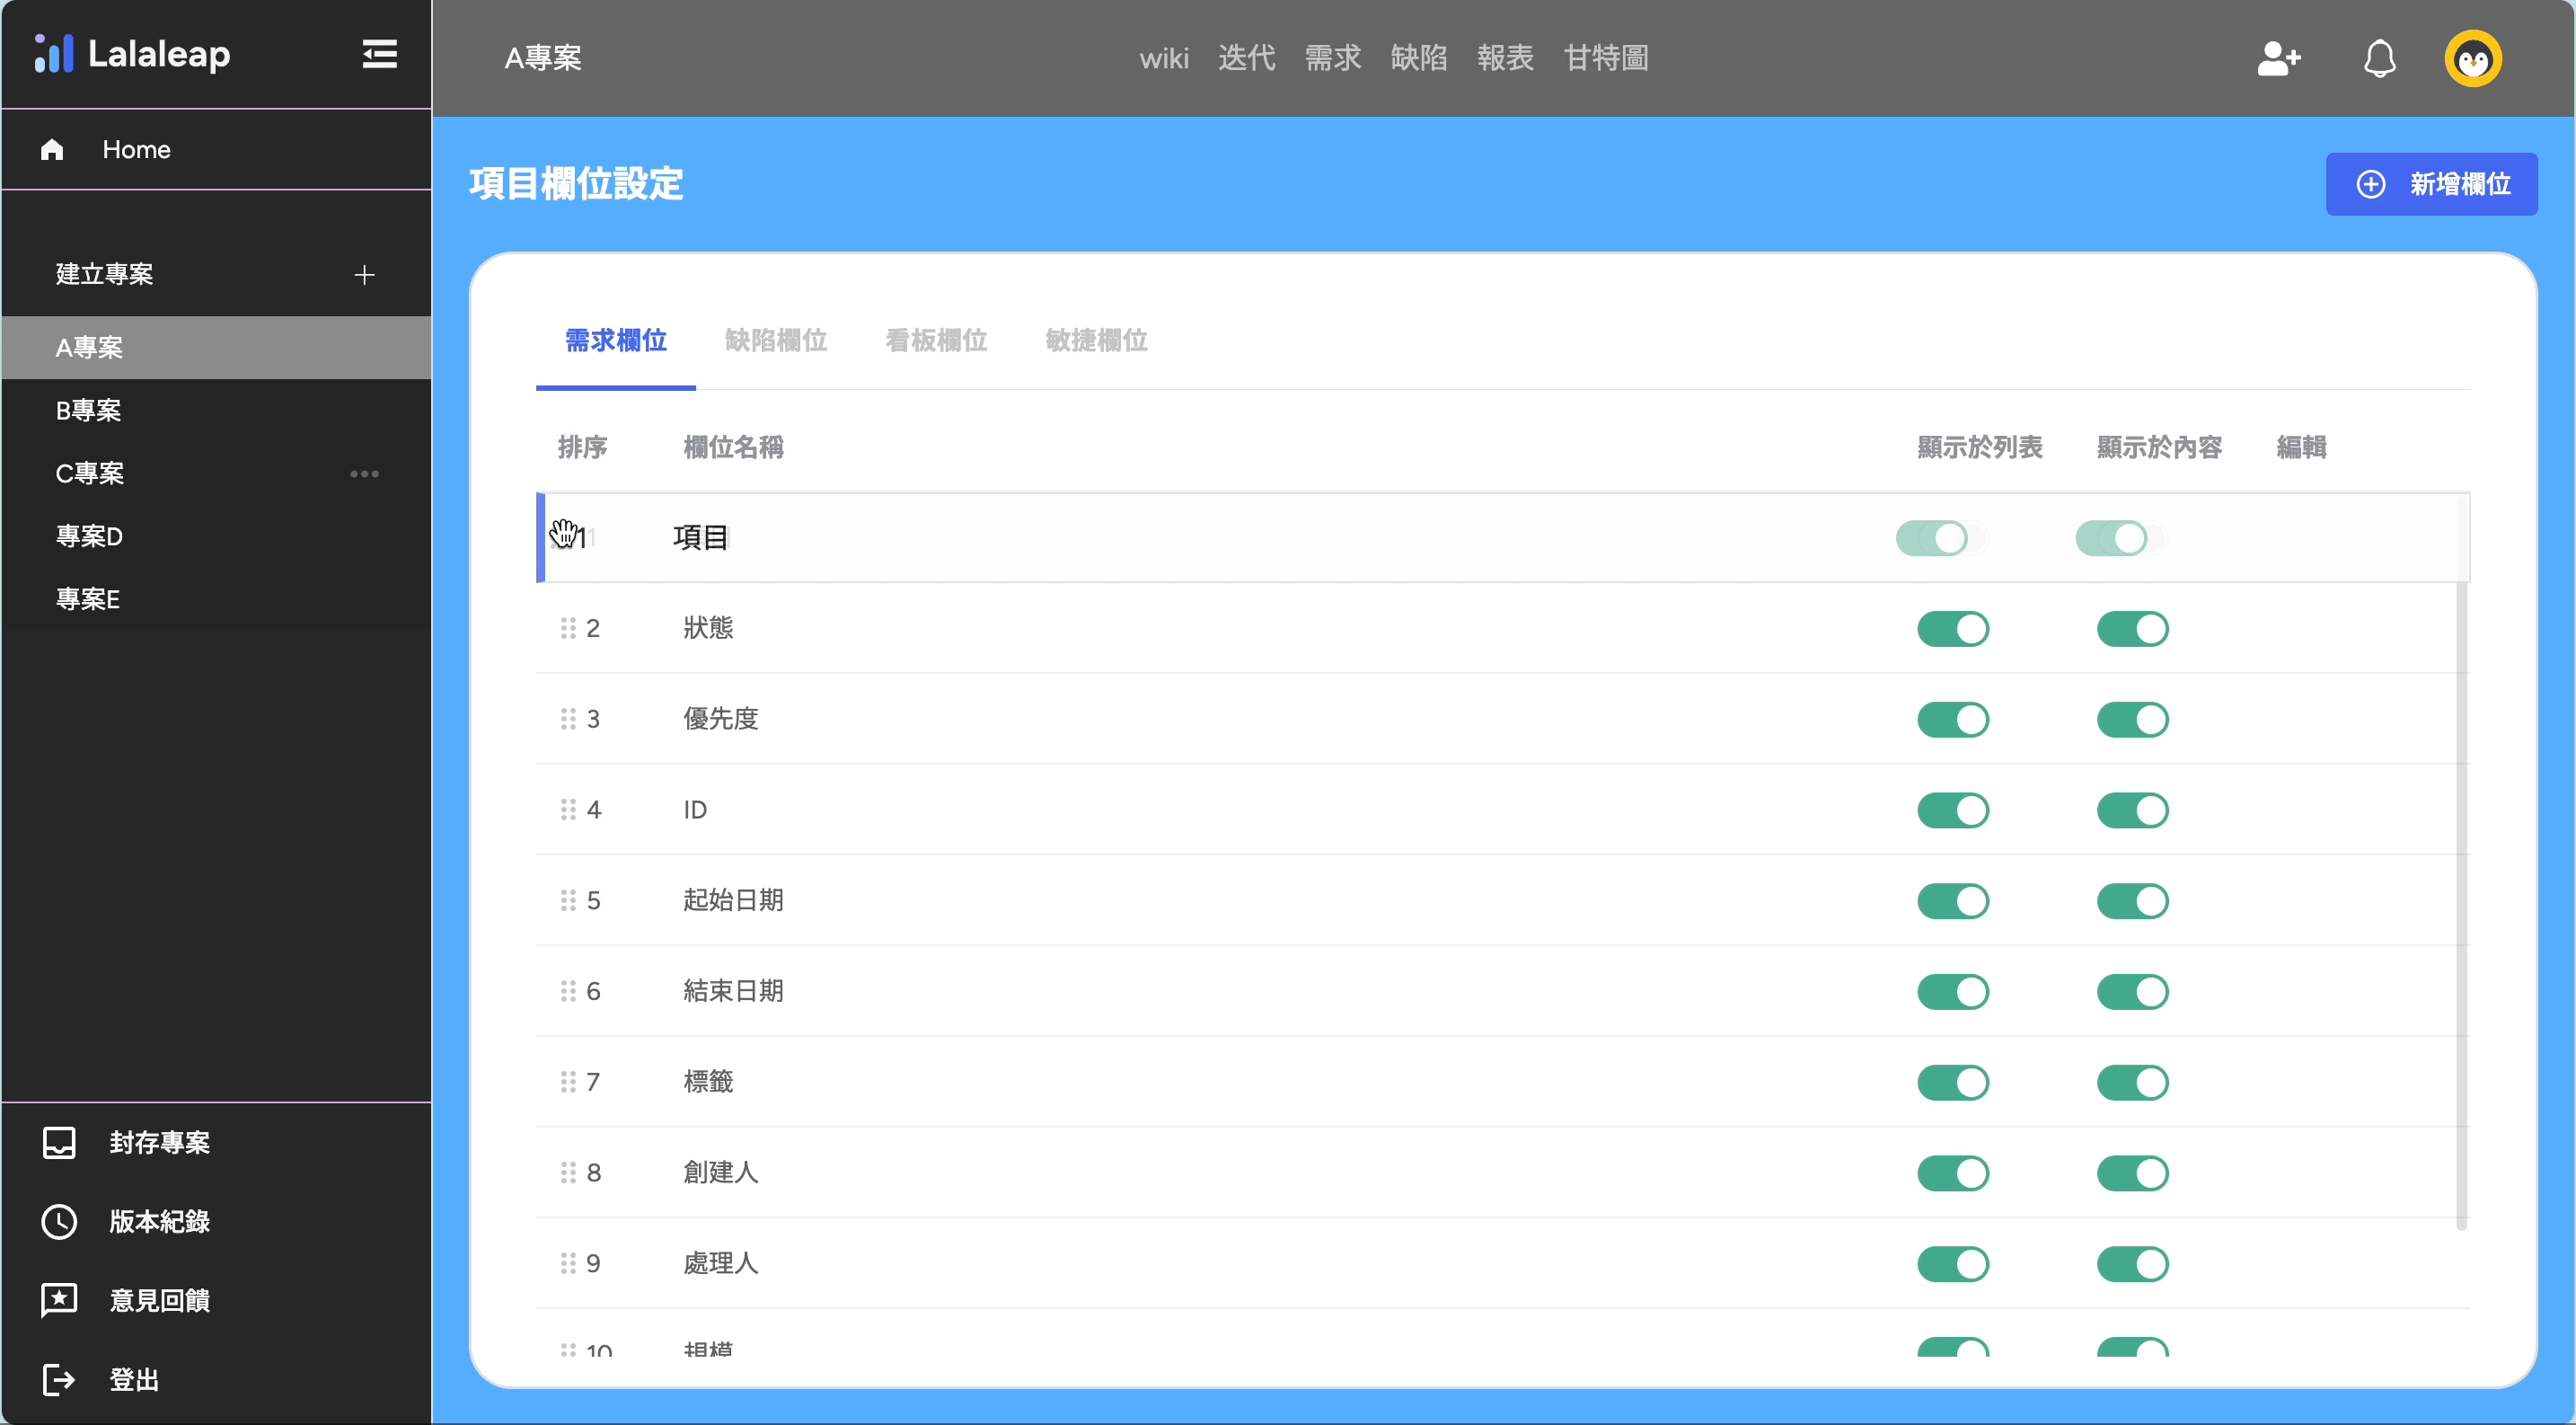 Lalaleap
Home
建立專案
A專案
B專案
C專案
專案D
專案E
封存專案
版本紀錄
意見回饋
登出
A專案 wiki 迭代 需求 缺陷 報表 甘特圖
項目欄位設定 新增欄位
需求欄位 缺陷欄位 看板欄位 敏捷欄位
排序 欄位名稱 顯示於列表 顯示於內容 編輯
1 項目
2 狀態
3 優先度
4 ID
5 起始日期
6 結束日期
7 標籤
8 創建人
9 處理人
10 規模